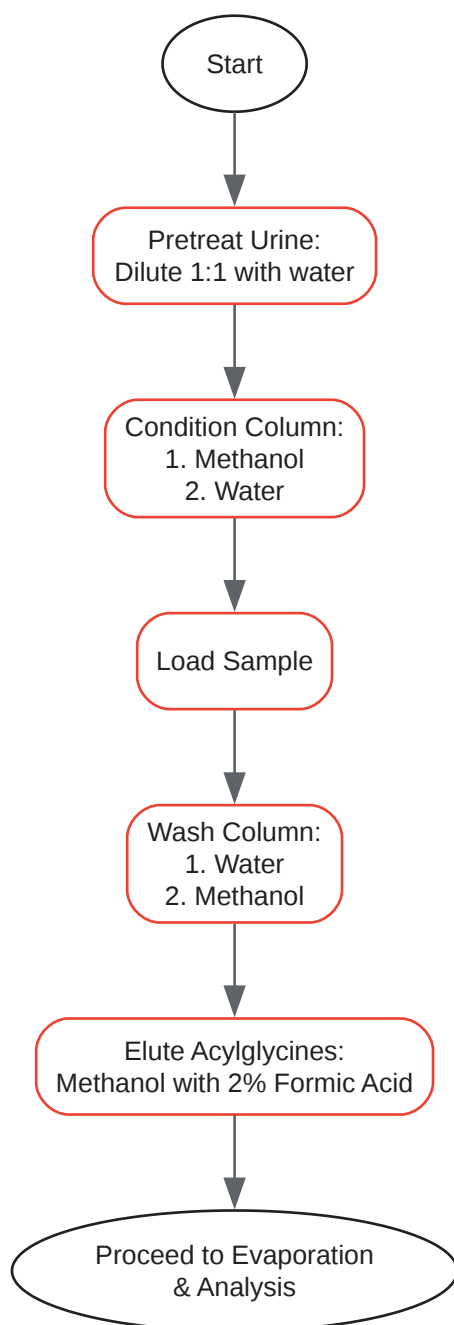 Start
Pretreat Urine:
Dilute 1:1 with water
Condition Column:
1. Methanol
2. Water
Load Sample
Wash Column:
1. Water
2. Methanol
Elute Acylglycines:
Methanol with 2% Formic Acid
Proceed to Evaporation
& Analysis